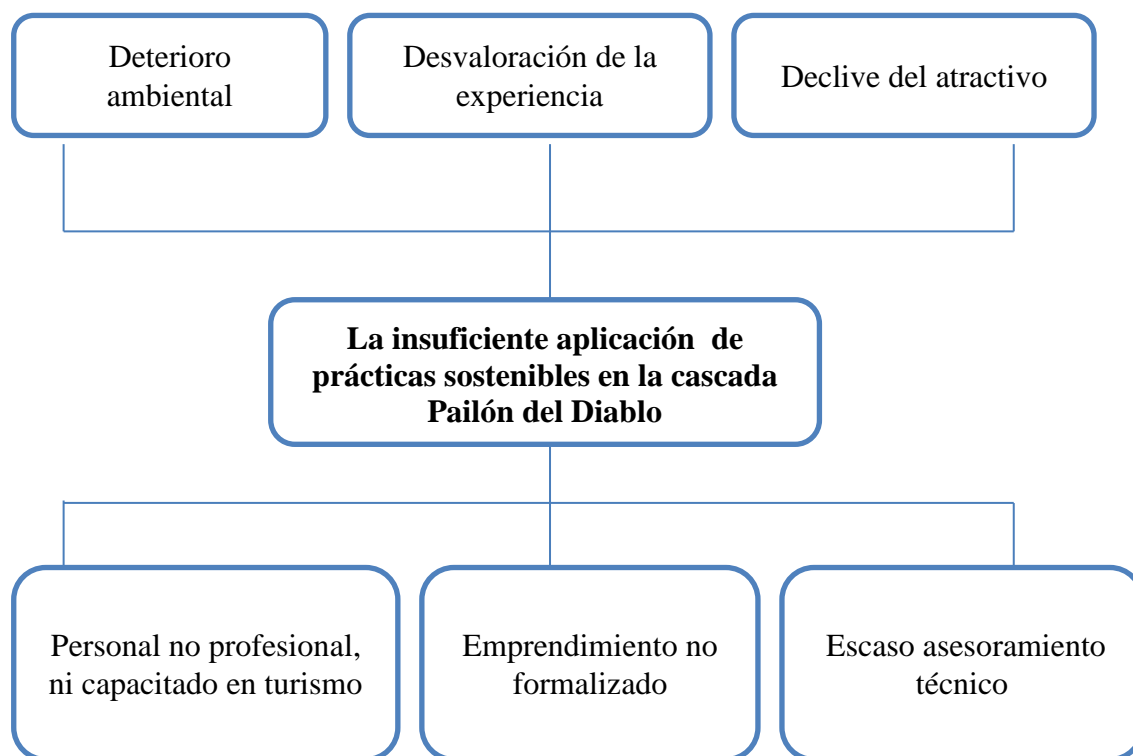 Deterioro
ambiental
Desvaloración de la
experiencia
Declive del atractivo
La insuficiente aplicación  de
prácticas sostenibles en la cascada
Pailón del Diablo
Personal no profesional,
ni capacitado en turismo
Emprendimiento no
formalizado
Escaso asesoramiento
técnico